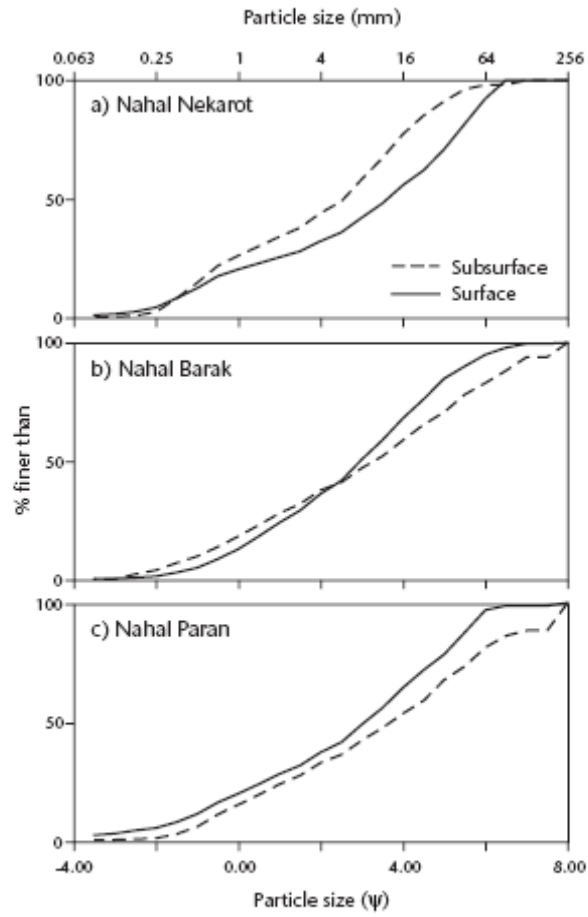 Particle size (mm)
0.063 0.25 1 4 16 64 256
100
a) Nahal Nekarot
50
Subsurface
Surface
0
100
b) Nahal Barak
% finer than
50
0
100
c) Nahal Paran
50
0
-4.00 0.00 4.00 8.00
Particle size (ψ)